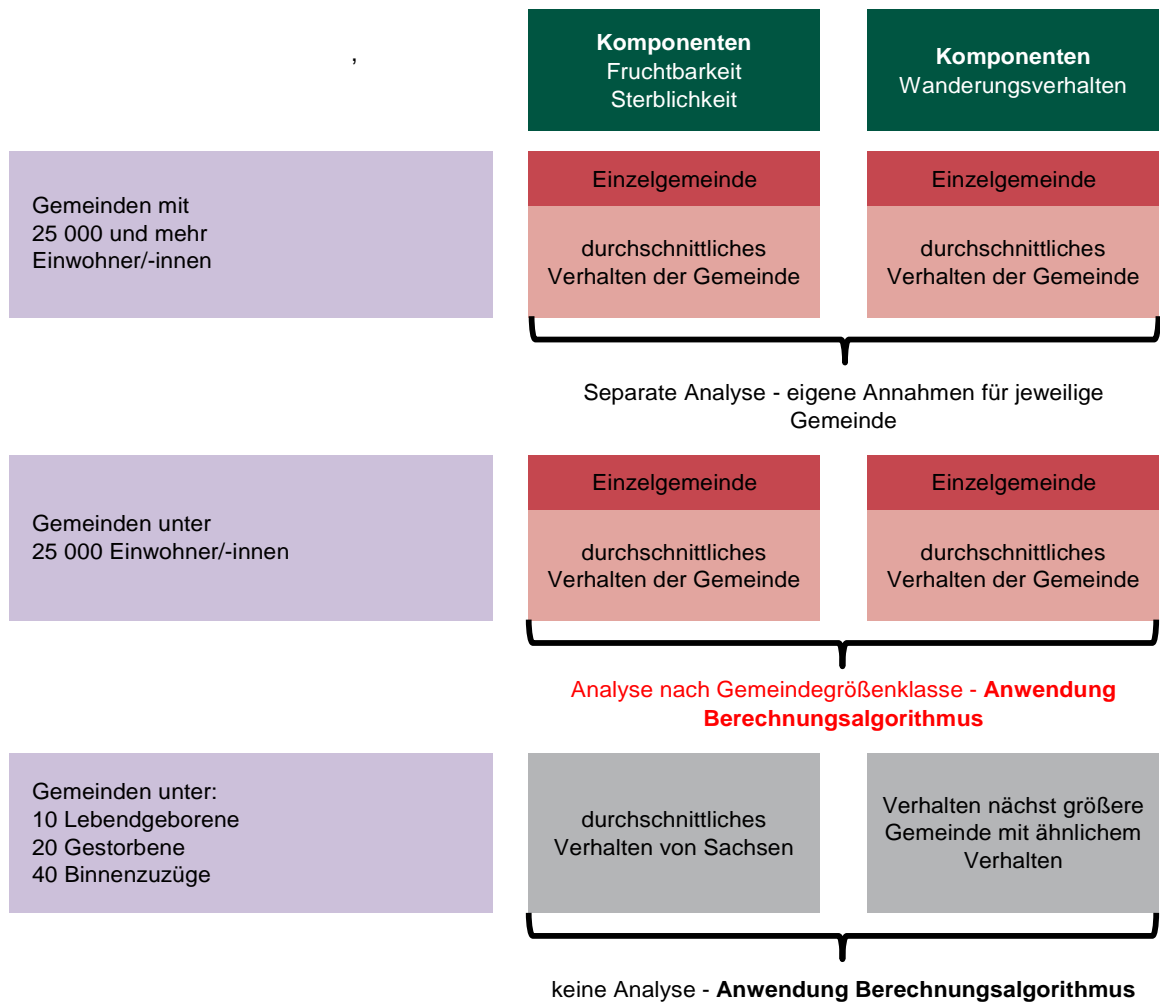 ,
Komponenten
Fruchtbarkeit
Sterblichkeit
Komponenten
Wanderungsverhalten
Gemeinden mit
25 000 und mehr
Einwohner/-innen
Einzelgemeinde
durchschnittliches
Verhalten der Gemeinde
Einzelgemeinde
durchschnittliches
Verhalten der Gemeinde
Separate Analyse - eigene Annahmen für jeweilige
Gemeinde
Gemeinden unter
25 000 Einwohner/-innen
Einzelgemeinde
durchschnittliches
Verhalten der Gemeinde
Einzelgemeinde
durchschnittliches
Verhalten der Gemeinde
Analyse nach Gemeindegrößenklasse - Anwendung
Berechnungsalgorithmus
Gemeinden unter:
10 Lebendgeborene
20 Gestorbene
40 Binnenzuzüge
durchschnittliches
Verhalten von Sachsen
Verhalten nächst größere
Gemeinde mit ähnlichem
Verhalten
keine Analyse - Anwendung Berechnungsalgorithmus